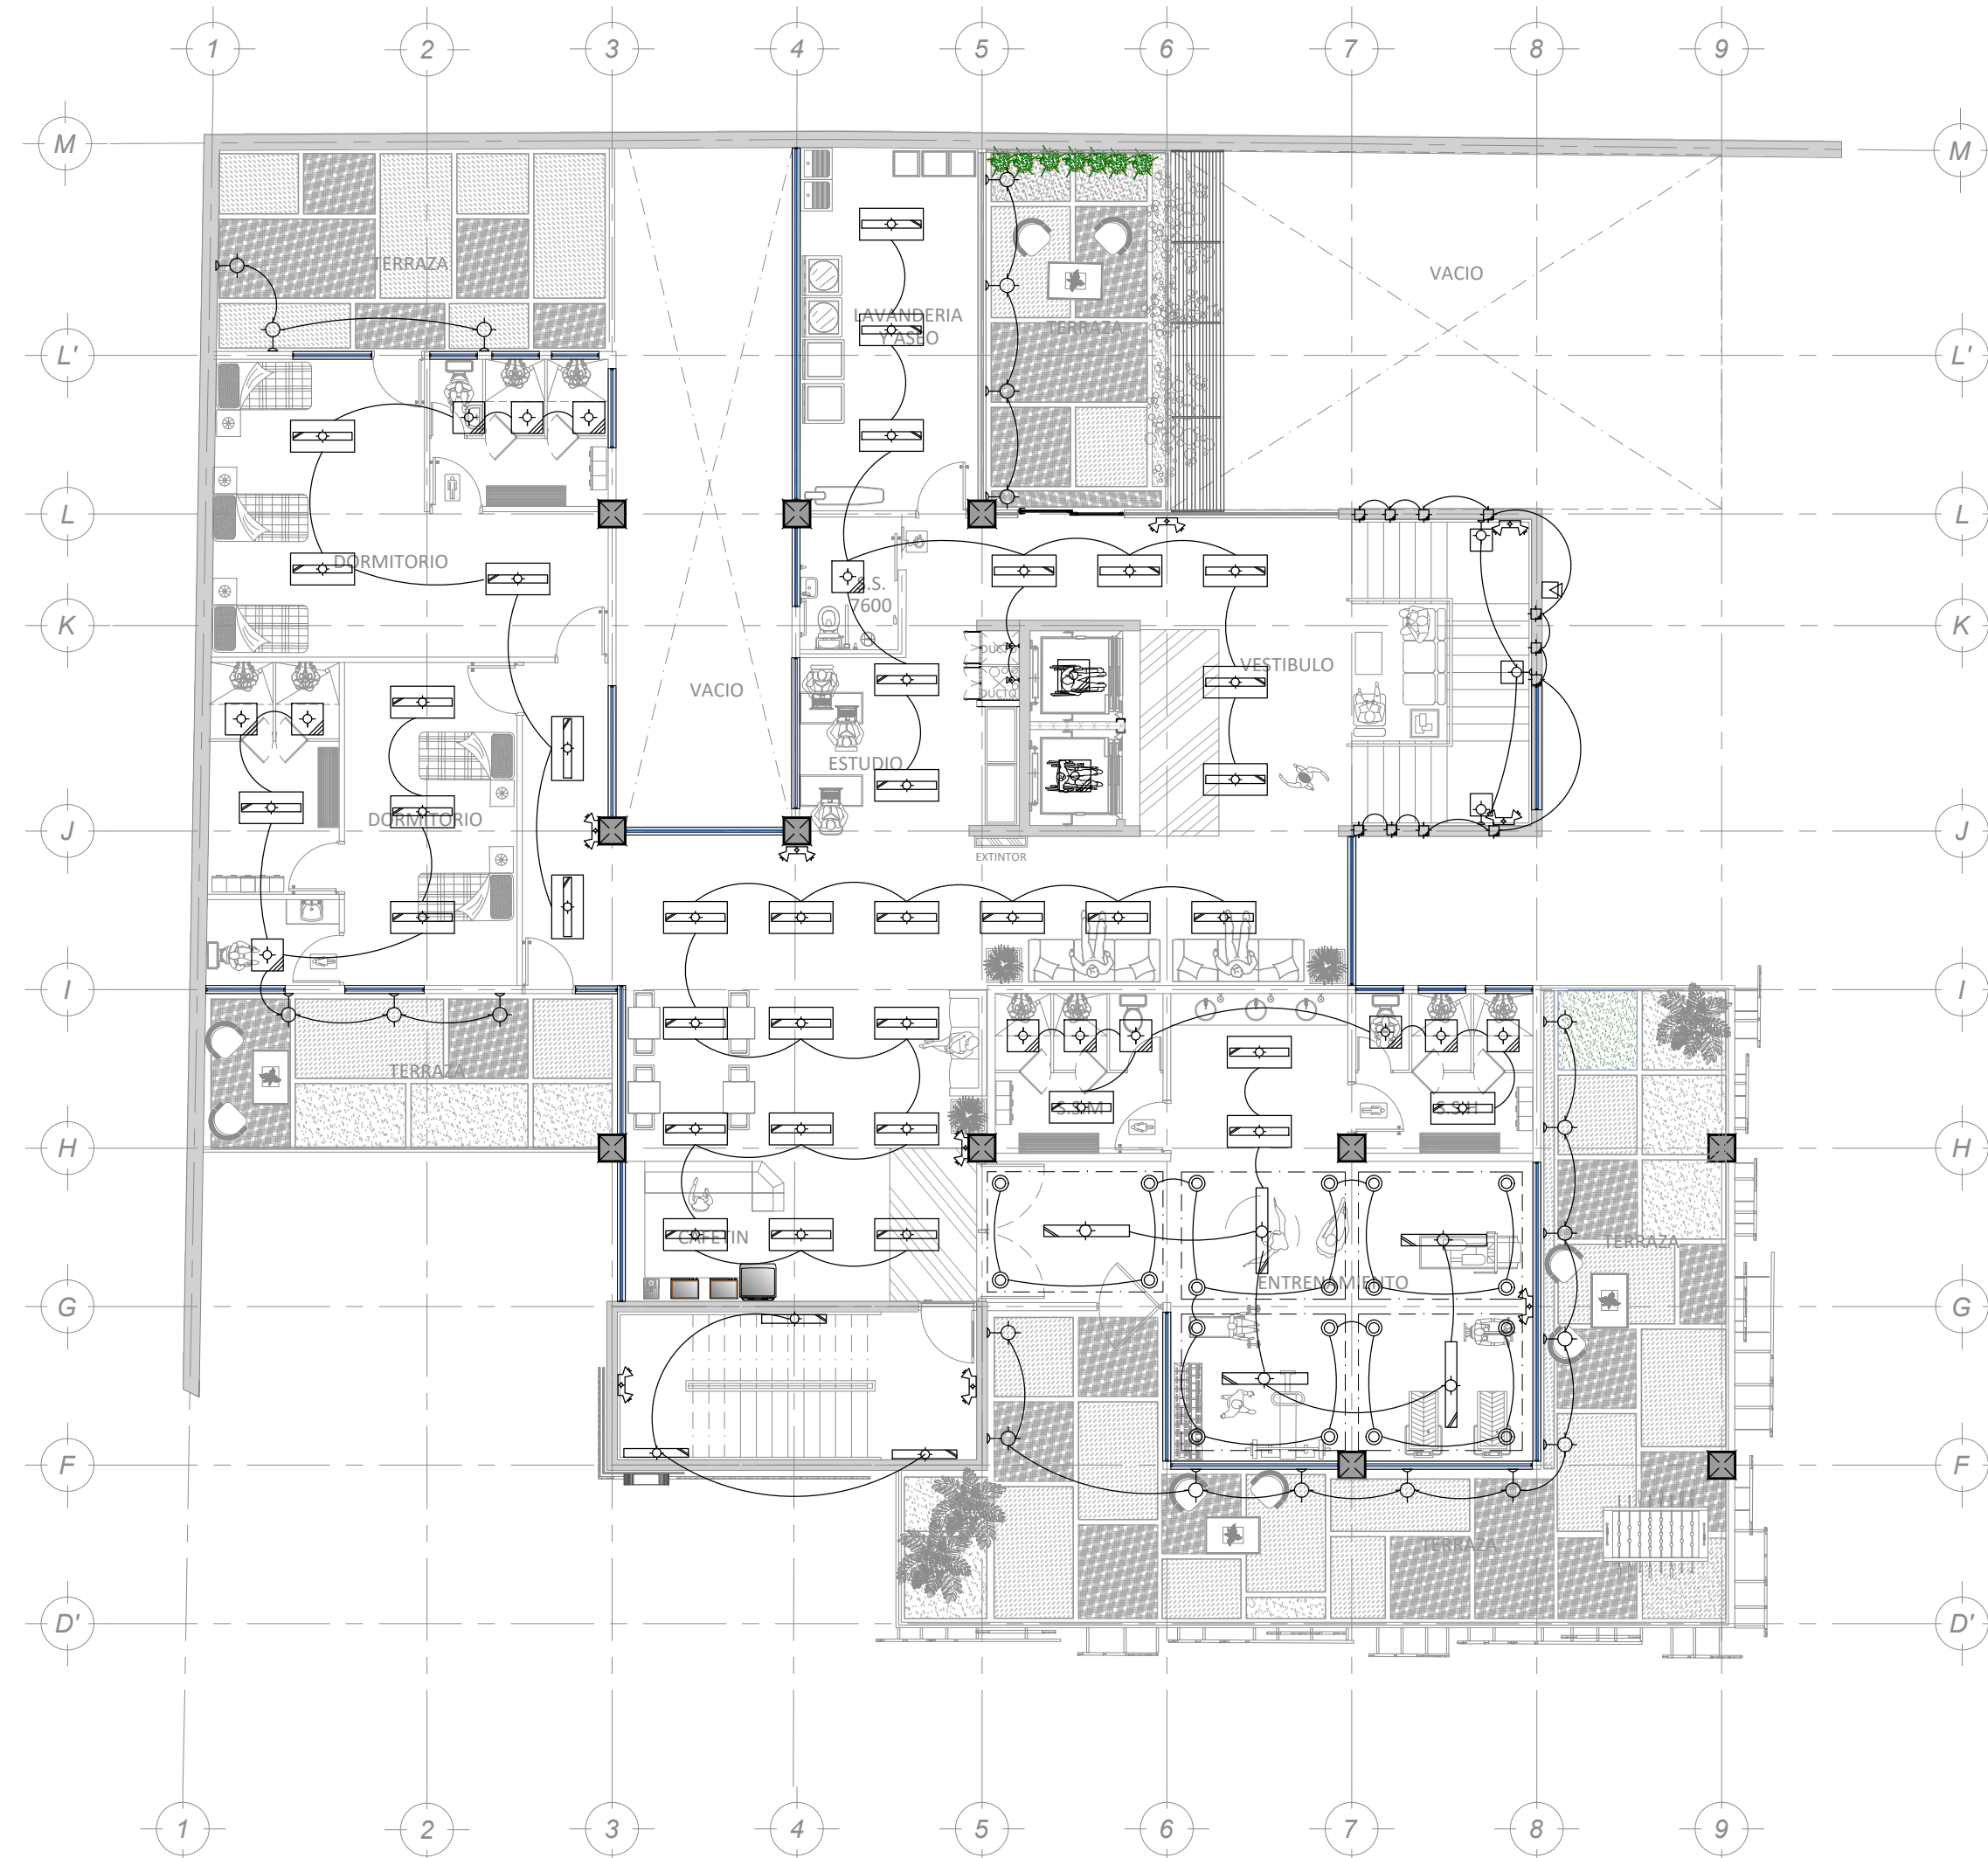 1 2 3 4 5 6 7 8 9
M M
TERRAZA
VACIO
LAVANDERIA
Y ASEO
TERRAZA
L' L'
L L
DORMITORIO
S.S.
7600
K K
DUCTO
VESTIBULO
DUCTO
VACIO
ESTUDIO
DORMITORIO
J J
EXTINTOR
I I
TERRAZA
S.S.M
S.S.H
H H
CAFETIN
TERRAZA
ENTRENAMIENTO
G G
F F
TERRAZA
D' D'
1 2 3 4 5 6 7 8 9